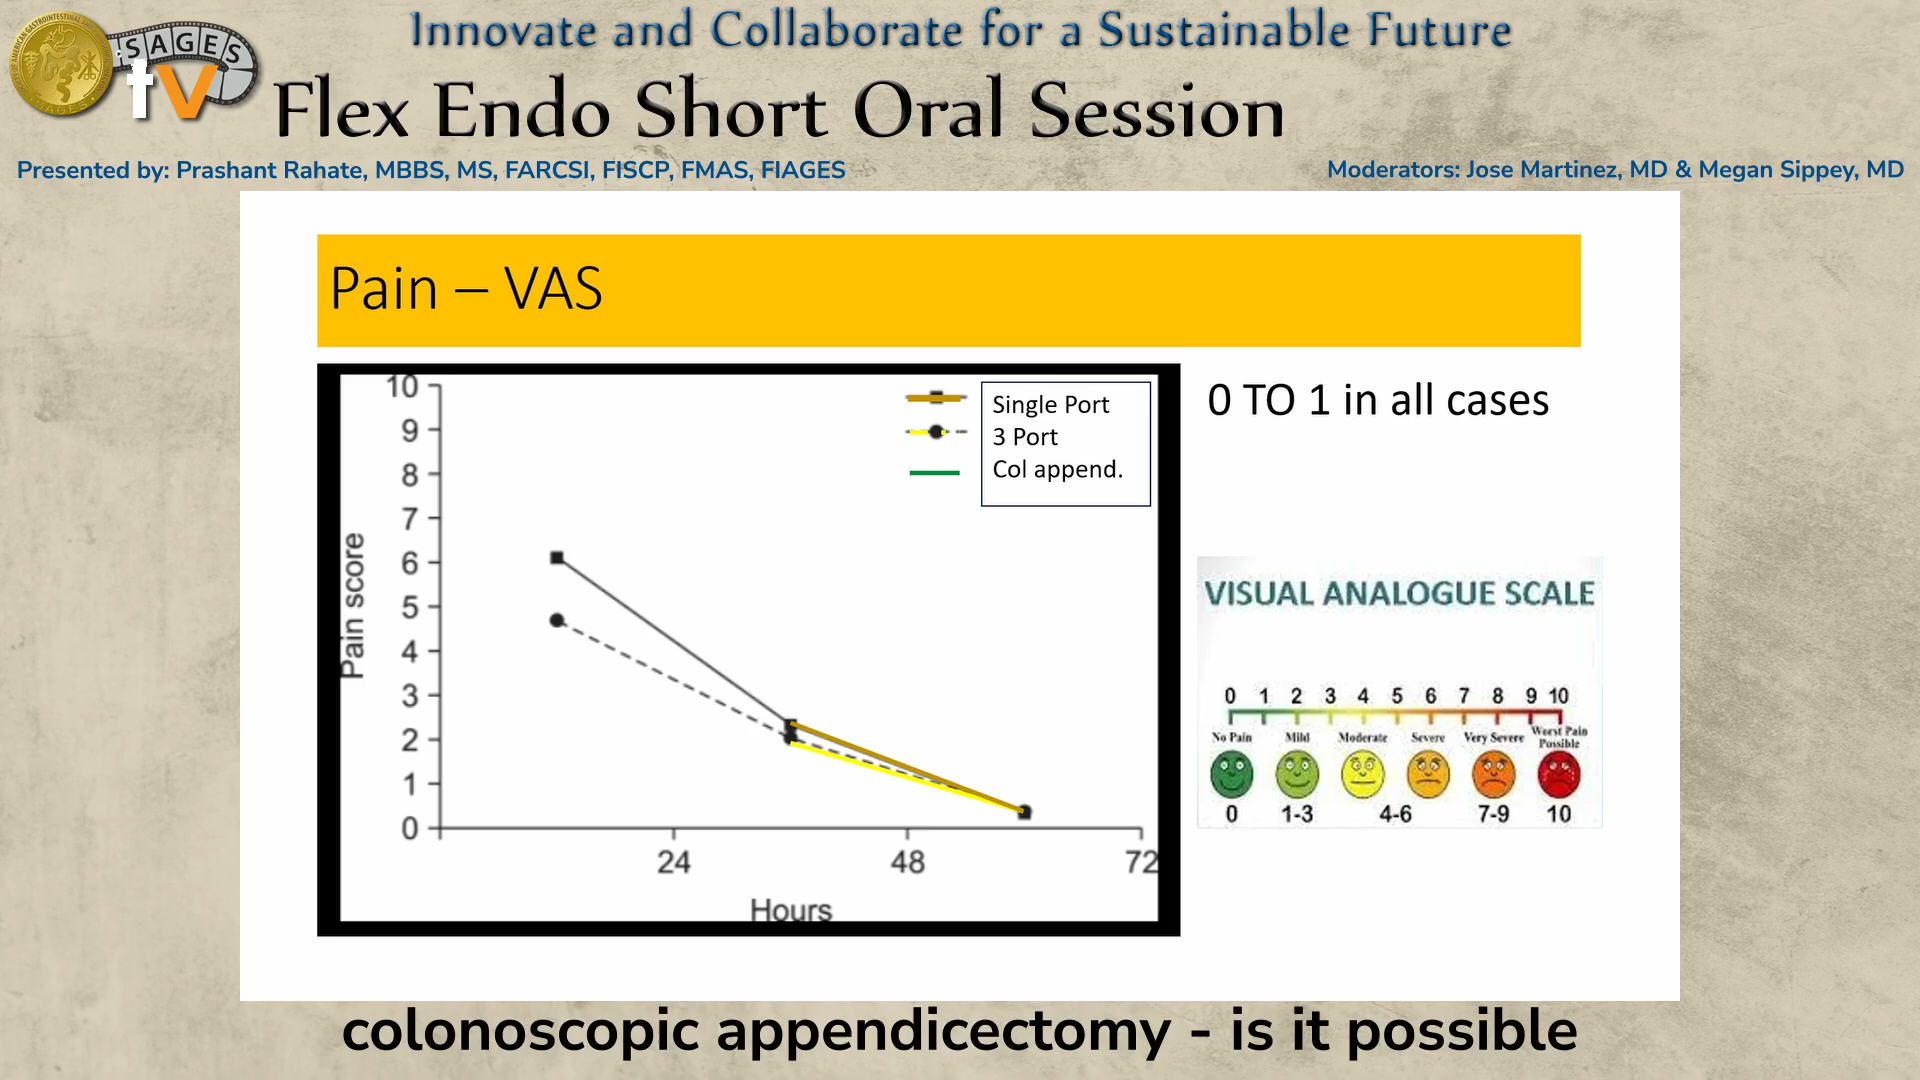 Innovate and Collaborate for a Sustainable Future
SAGES
tv
Flex Endo Short Oral Session
Presented by: Prashant Rahate, MBBS, MS, FARCSI, FISCP, FMAS, FIAGES
Moderators: Jose Martinez, MD & Megan Sippey, MD
Pain – VAS
10
9
8
7
6
5
4
3
2
1
0
Pain score
24 48 72
Hours
Single Port
3 Port
Col append.
0 TO 1 in all cases
VISUAL ANALOGUE SCALE
0 1 2 3 4 5 6 7 8 9 10
No Pain Mild Moderate Severe Very Severe Worst Pain Possible
0 1-3 4-6 7-9 10
colonoscopic appendicectomy - is it possible